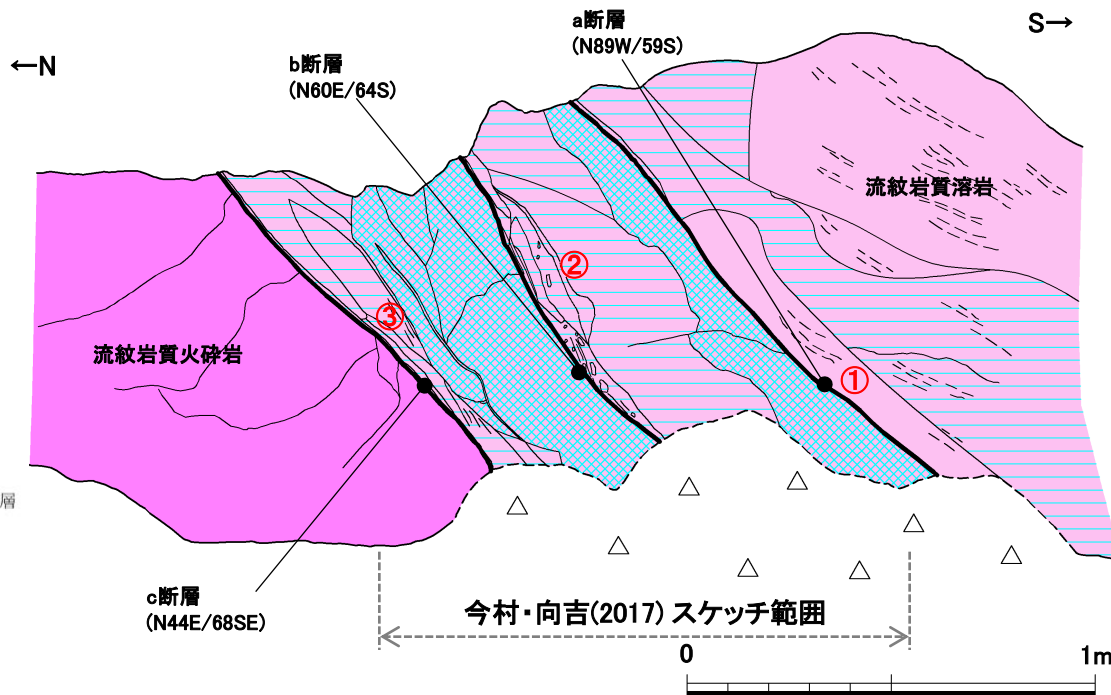 ←N
S→
a断層
(N89W/59S)
b断層
(N60E/64S)
流紋岩質溶岩
②
③
流紋岩質火砕岩
①
層
c断層
(N44E/68SE)
今村・向吉(2017) スケッチ範囲
0
1m